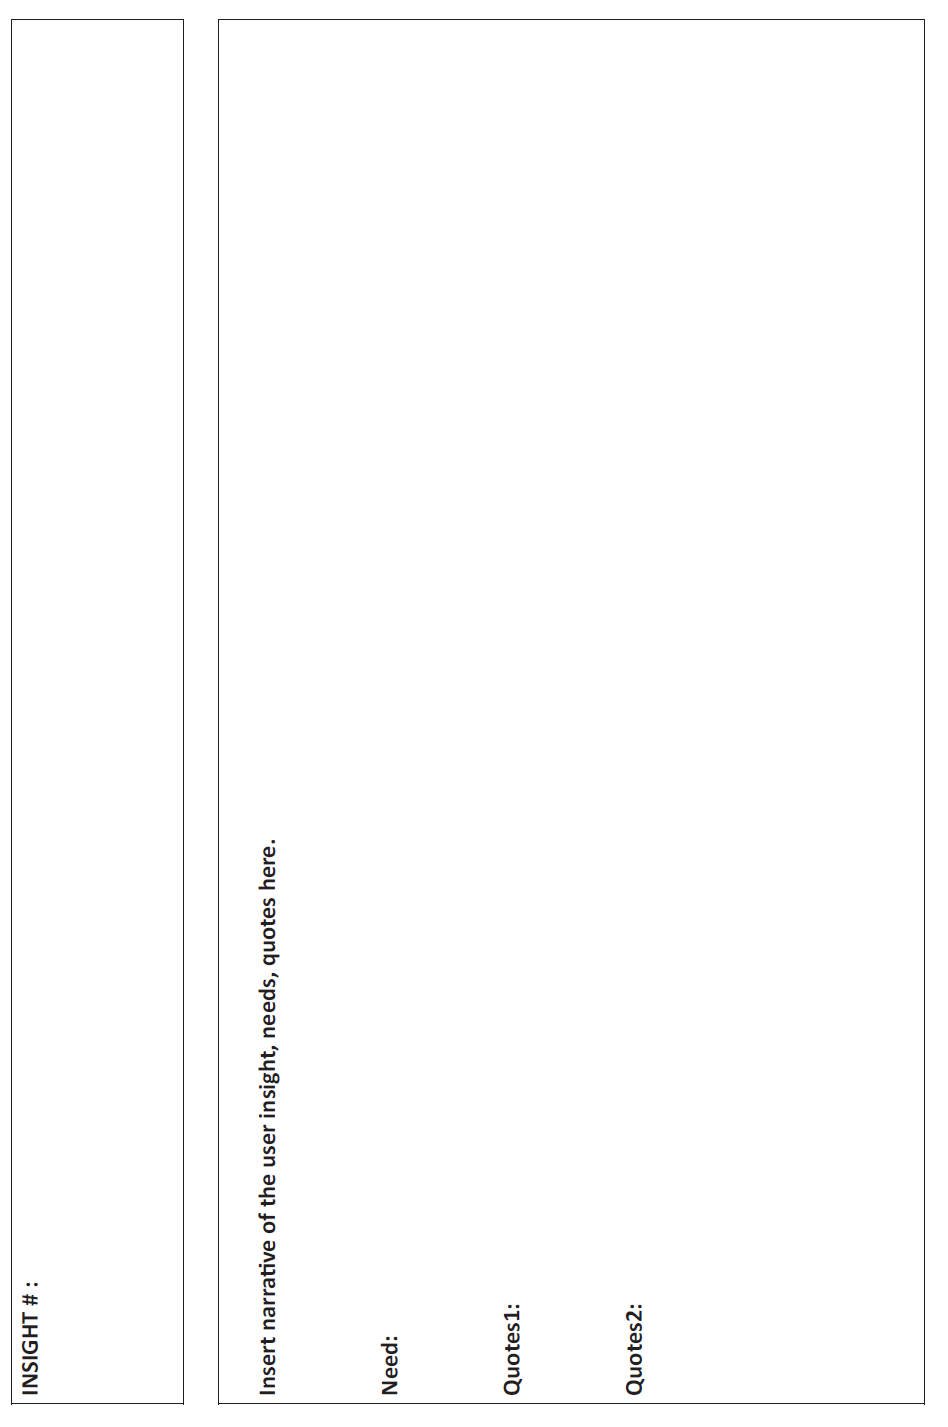 INSIGHT # :
Insert narrative of the user insight, needs, quotes here.
Need:
Quotes1:
Quotes2: